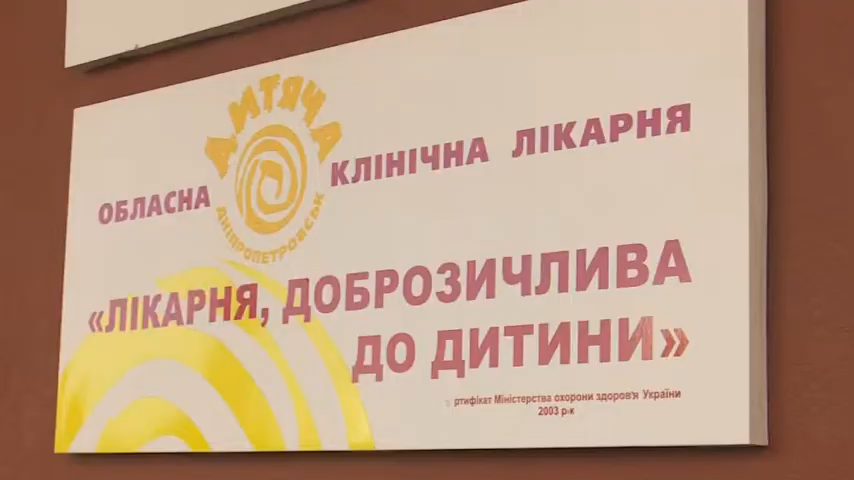 ОБЛАСНА ДИТЯЧА КЛІНІЧНА ЛІКАРНЯ
ДНІПРОПЕТРОВСЬК
«ЛІКАРНЯ, ДОБРОЗИЧЛИВА
ДО ДИТИНИ»
ртифікат Міністерства охорони здоров'я України
2003 р-к